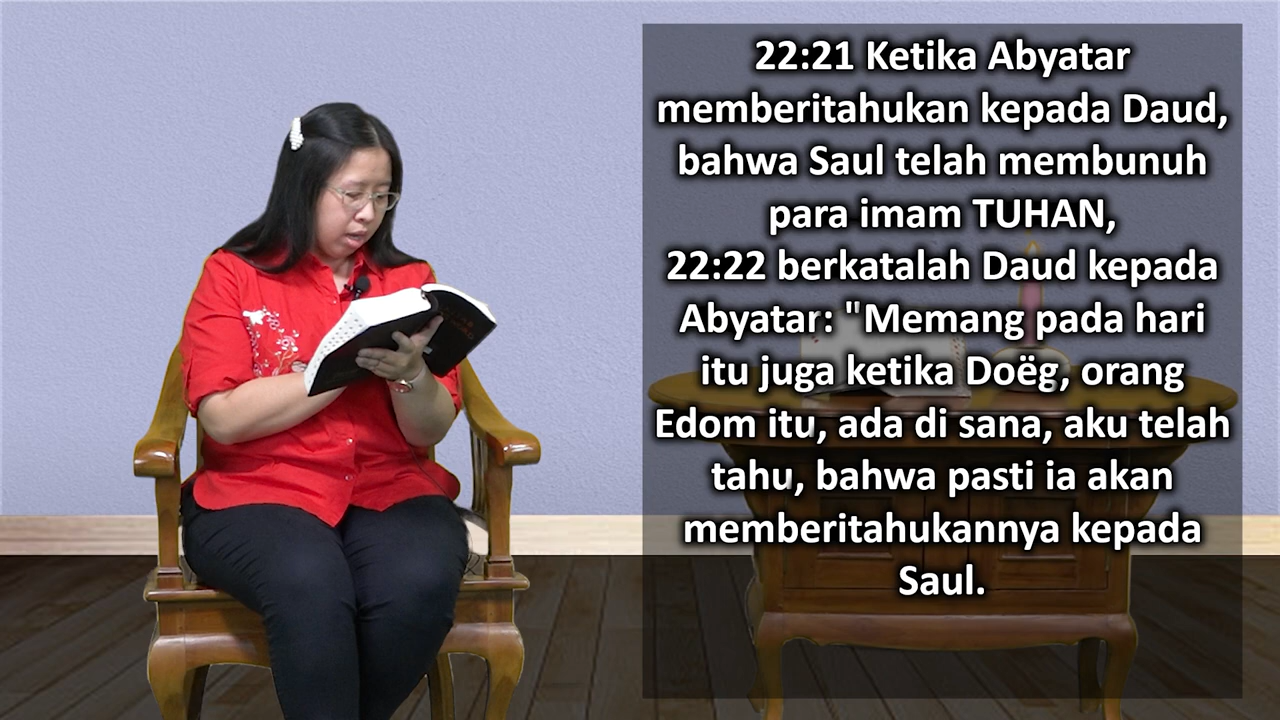 22:21 Ketika Abyatar
memberitahukan kepada Daud,
bahwa Saul telah membunuh
para imam TUHAN,
22:22 berkatalah Daud kepada
Abyatar: "Memang pada hari
itu juga ketika Doëg, orang
Edom itu, ada di sana, aku telah
tahu, bahwa pasti ia akan
memberitahukannya kepada
Saul.